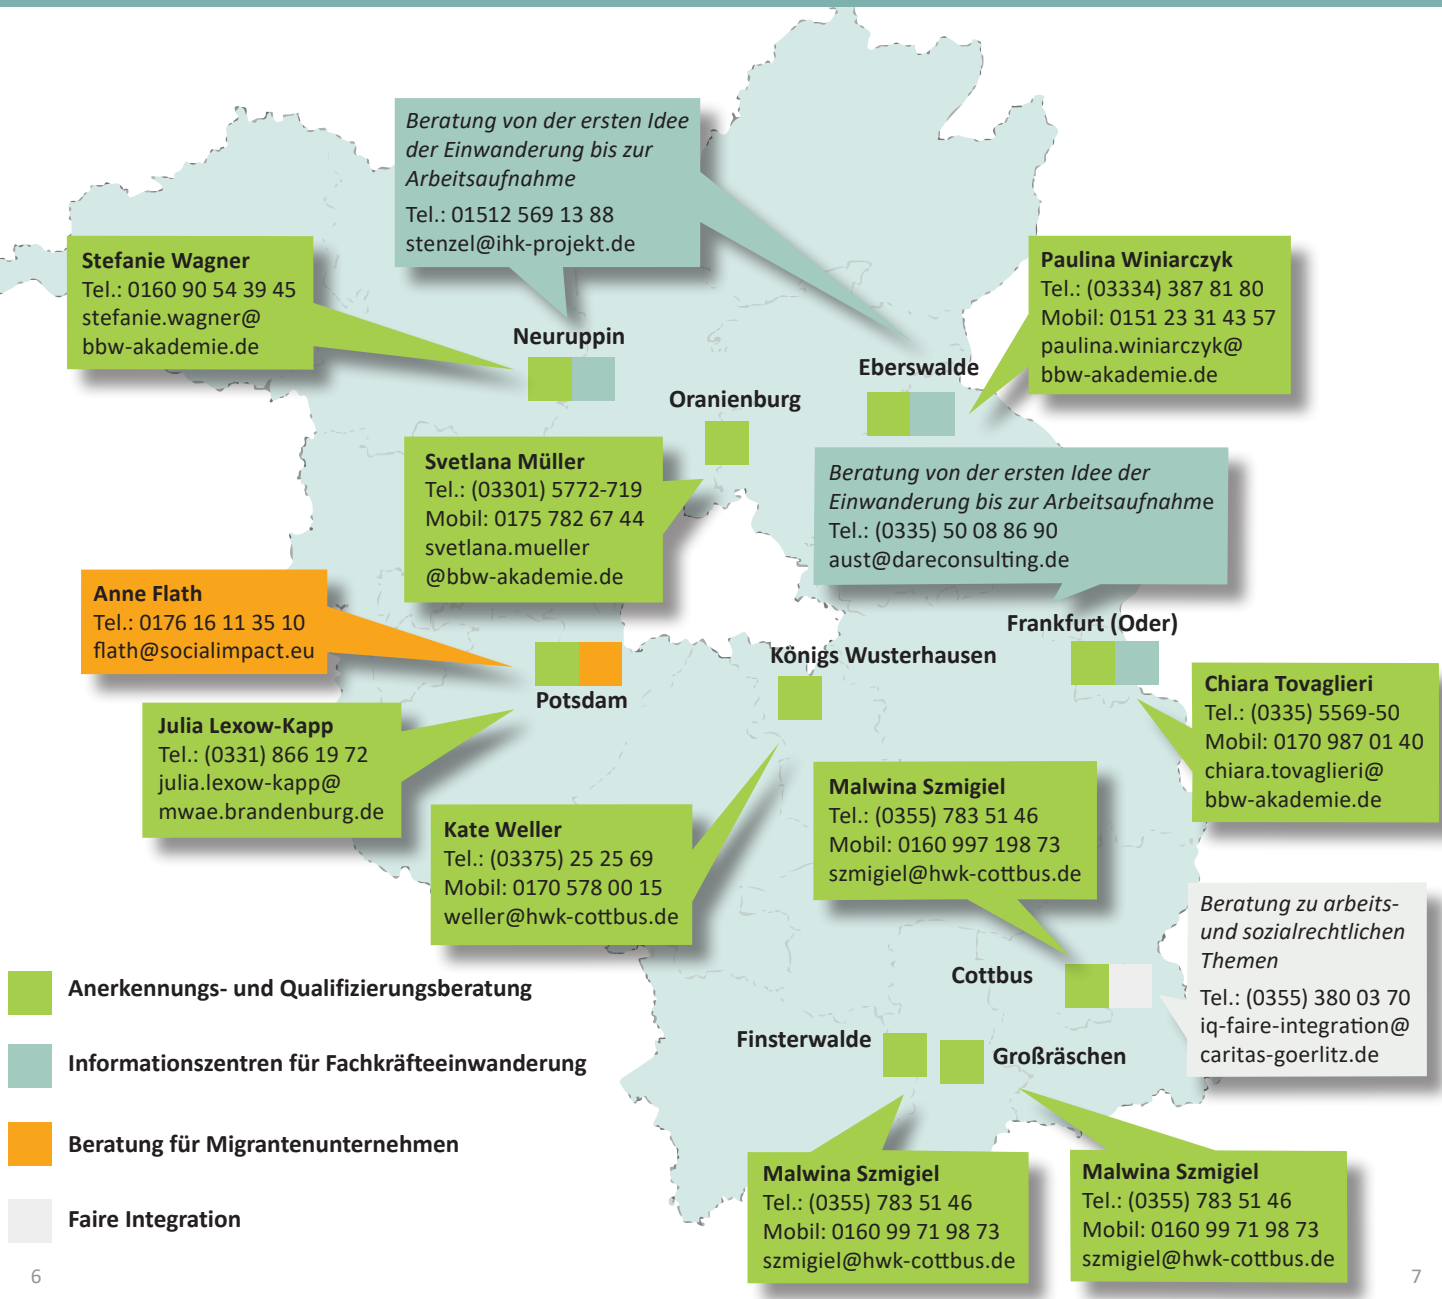 Beratung von der ersten Idee
der Einwanderung bis zur
Arbeitsaufnahme
Tel.: 01512 569 13 88
stenzel@ihk-projekt.de
Stefanie Wagner
Tel.: 0160 90 54 39 45
stefanie.wagner@
bbw-akademie.de
Paulina Winiarczyk
Tel.: (03334) 387 81 80
Mobil: 0151 23 31 43 57
paulina.winiarczyk@
bbw-akademie.de
Neuruppin
Eberswalde
Oranienburg
Svetlana Müller
Tel.: (03301) 5772-719
Mobil: 0175 782 67 44
svetlana.mueller
@bbw-akademie.de
Beratung von der ersten Idee der
Einwanderung bis zur Arbeitsaufnahme
Tel.: (0335) 50 08 86 90
aust@dareconsulting.de
Anne Flath
Tel.: 0176 16 11 35 10
flath@socialimpact.eu
Frankfurt (Oder)
Königs Wusterhausen
Potsdam
Chiara Tovaglieri
Tel.: (0335) 5569-50
Mobil: 0170 987 01 40
chiara.tovaglieri@
bbw-akademie.de
Julia Lexow-Kapp
Tel.: (0331) 866 19 72
julia.lexow-kapp@
mwae.brandenburg.de
Malwina Szmigiel
Tel.: (0355) 783 51 46
Mobil: 0160 997 198 73
szmigiel@hwk-cottbus.de
Kate Weller
Tel.: (03375) 25 25 69
Mobil: 0170 578 00 15
weller@hwk-cottbus.de
Beratung zu arbeits-
und sozialrechtlichen
Themen
Tel.: (0355) 380 03 70
iq-faire-integration@
caritas-goerlitz.de
Cottbus
Finsterwalde
Großräschen
Anerkennungs- und Qualifizierungsberatung
Informationszentren für Fachkräfteeinwanderung
Beratung für Migrantenunternehmen
Faire Integration
Malwina Szmigiel
Tel.: (0355) 783 51 46
Mobil: 0160 99 71 98 73
szmigiel@hwk-cottbus.de
Malwina Szmigiel
Tel.: (0355) 783 51 46
Mobil: 0160 99 71 98 73
szmigiel@hwk-cottbus.de
6
7